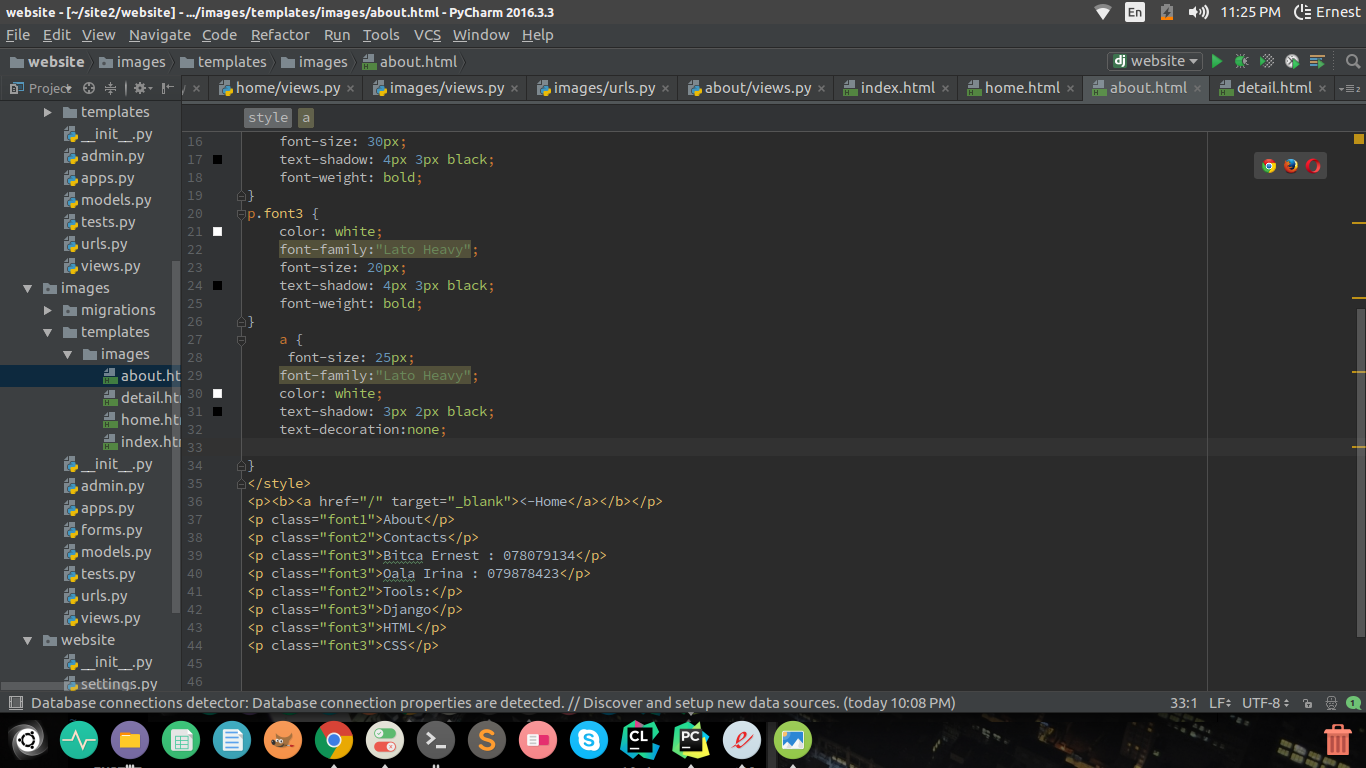 website - [~/site2/website] - .../images/templates/images/about.html - PyCharm 2016.3.3
En
11:25 PM
Ernest
File Edit View Navigate Code Refactor Run Tools VCS Window Help
website images templates images about.html
dj website
Project
home/views.py images/views.py images/urls.py about/views.py index.html home.html about.html detail.html
style a
templates
__init__.py
admin.py
apps.py
models.py
tests.py
urls.py
views.py
images
migrations
templates
images
about.ht
detail.ht
home.ht
index.ht
__init__.py
admin.py
apps.py
forms.py
models.py
tests.py
urls.py
views.py
website
__init__.py
settings.py
16 font-size: 30px;
17 text-shadow: 4px 3px black;
18 font-weight: bold;
19 }
20 p.font3 {
21 color: white;
22 font-family:"Lato Heavy";
23 font-size: 20px;
24 text-shadow: 4px 3px black;
25 font-weight: bold;
26 }
27 a {
28 font-size: 25px;
29 font-family:"Lato Heavy";
30 color: white;
31 text-shadow: 3px 2px black;
32 text-decoration:none;
33
34 }
35 </style>
36 <p><b><a href="/" target="_blank"><-Home</a></b></p>
37 <p class="font1">About</p>
38 <p class="font2">Contacts</p>
39 <p class="font3">Bitca Ernest : 078079134</p>
40 <p class="font3">Oala Irina : 079878423</p>
41 <p class="font2">Tools:</p>
42 <p class="font3">Django</p>
43 <p class="font3">HTML</p>
44 <p class="font3">CSS</p>
45
46
Database connections detector: Database connection properties are detected. // Discover and setup new data sources. (today 10:08 PM)
33:1 LF UTF-8 1
S
CL
PC